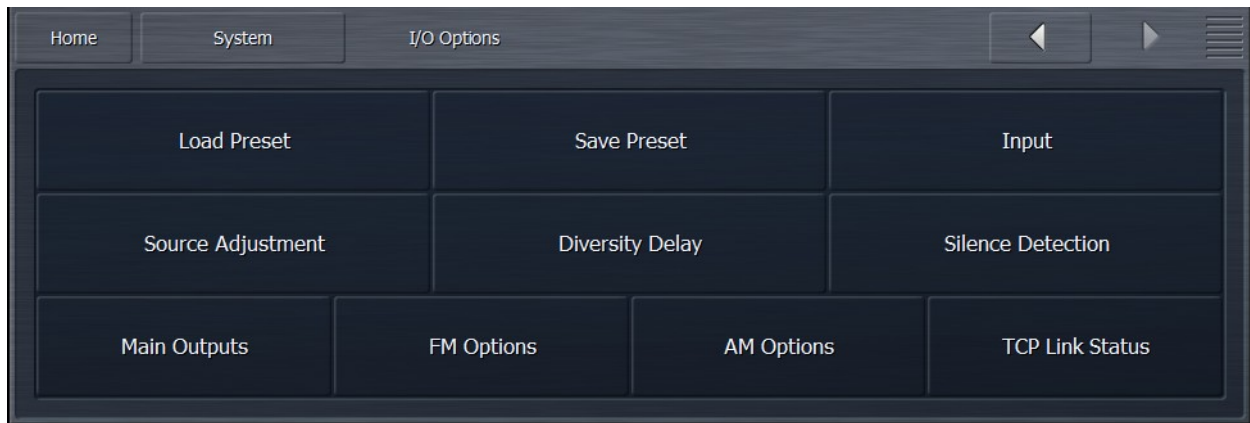 Home System I/O Options
Load Preset Save Preset Input
Source Adjustment Diversity Delay Silence Detection
Main Outputs FM Options AM Options TCP Link Status